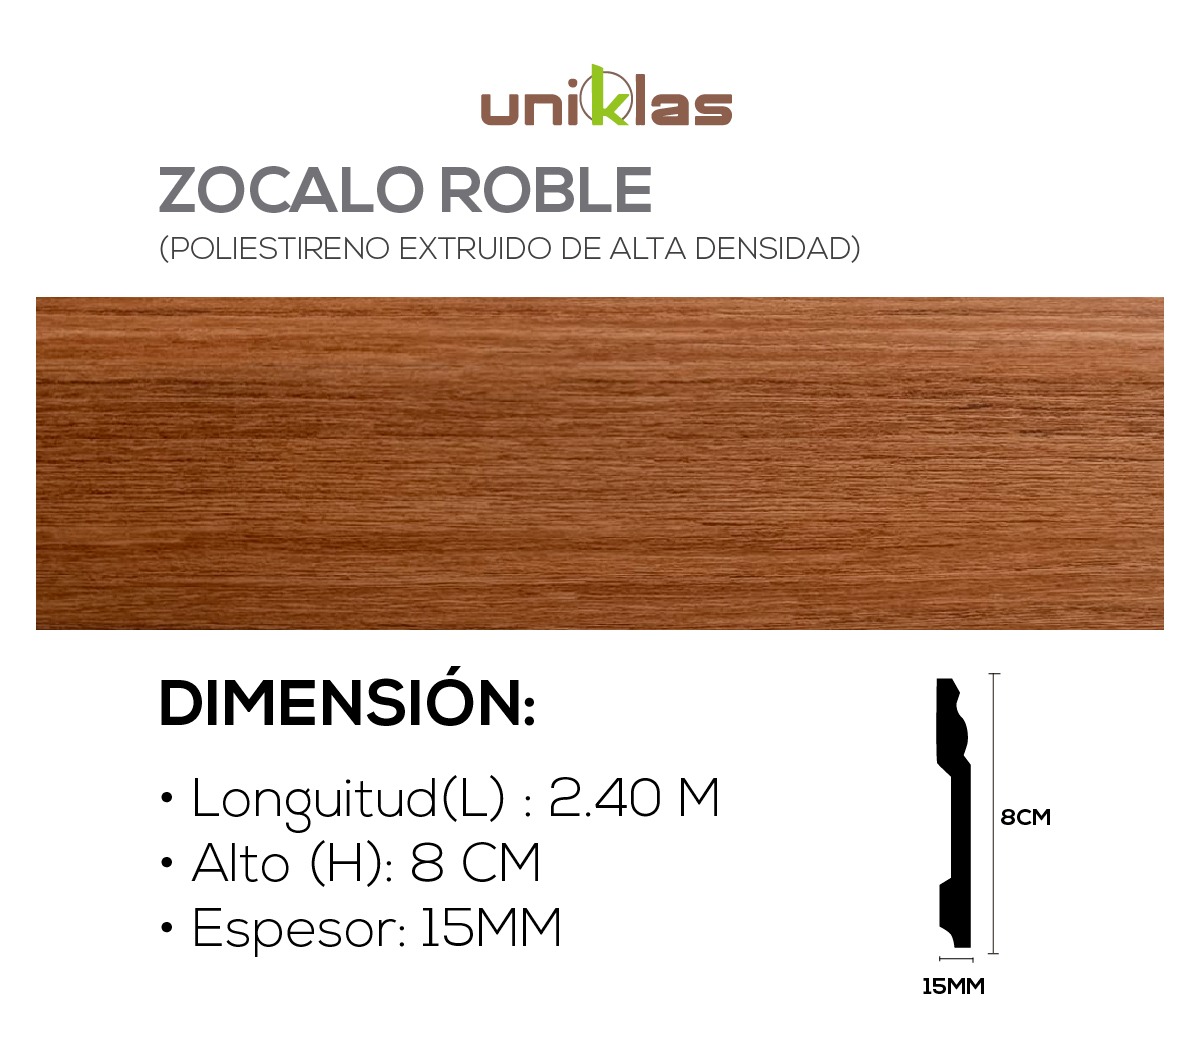 uniklas
ZOCALO ROBLE
(POLIESTIRENO EXTRUIDO DE ALTA DENSIDAD)
DIMENSIÓN:
• Longuitud(L) : 2.40 M
• Alto (H): 8 CM
• Espesor: 15MM
8CM
15MM